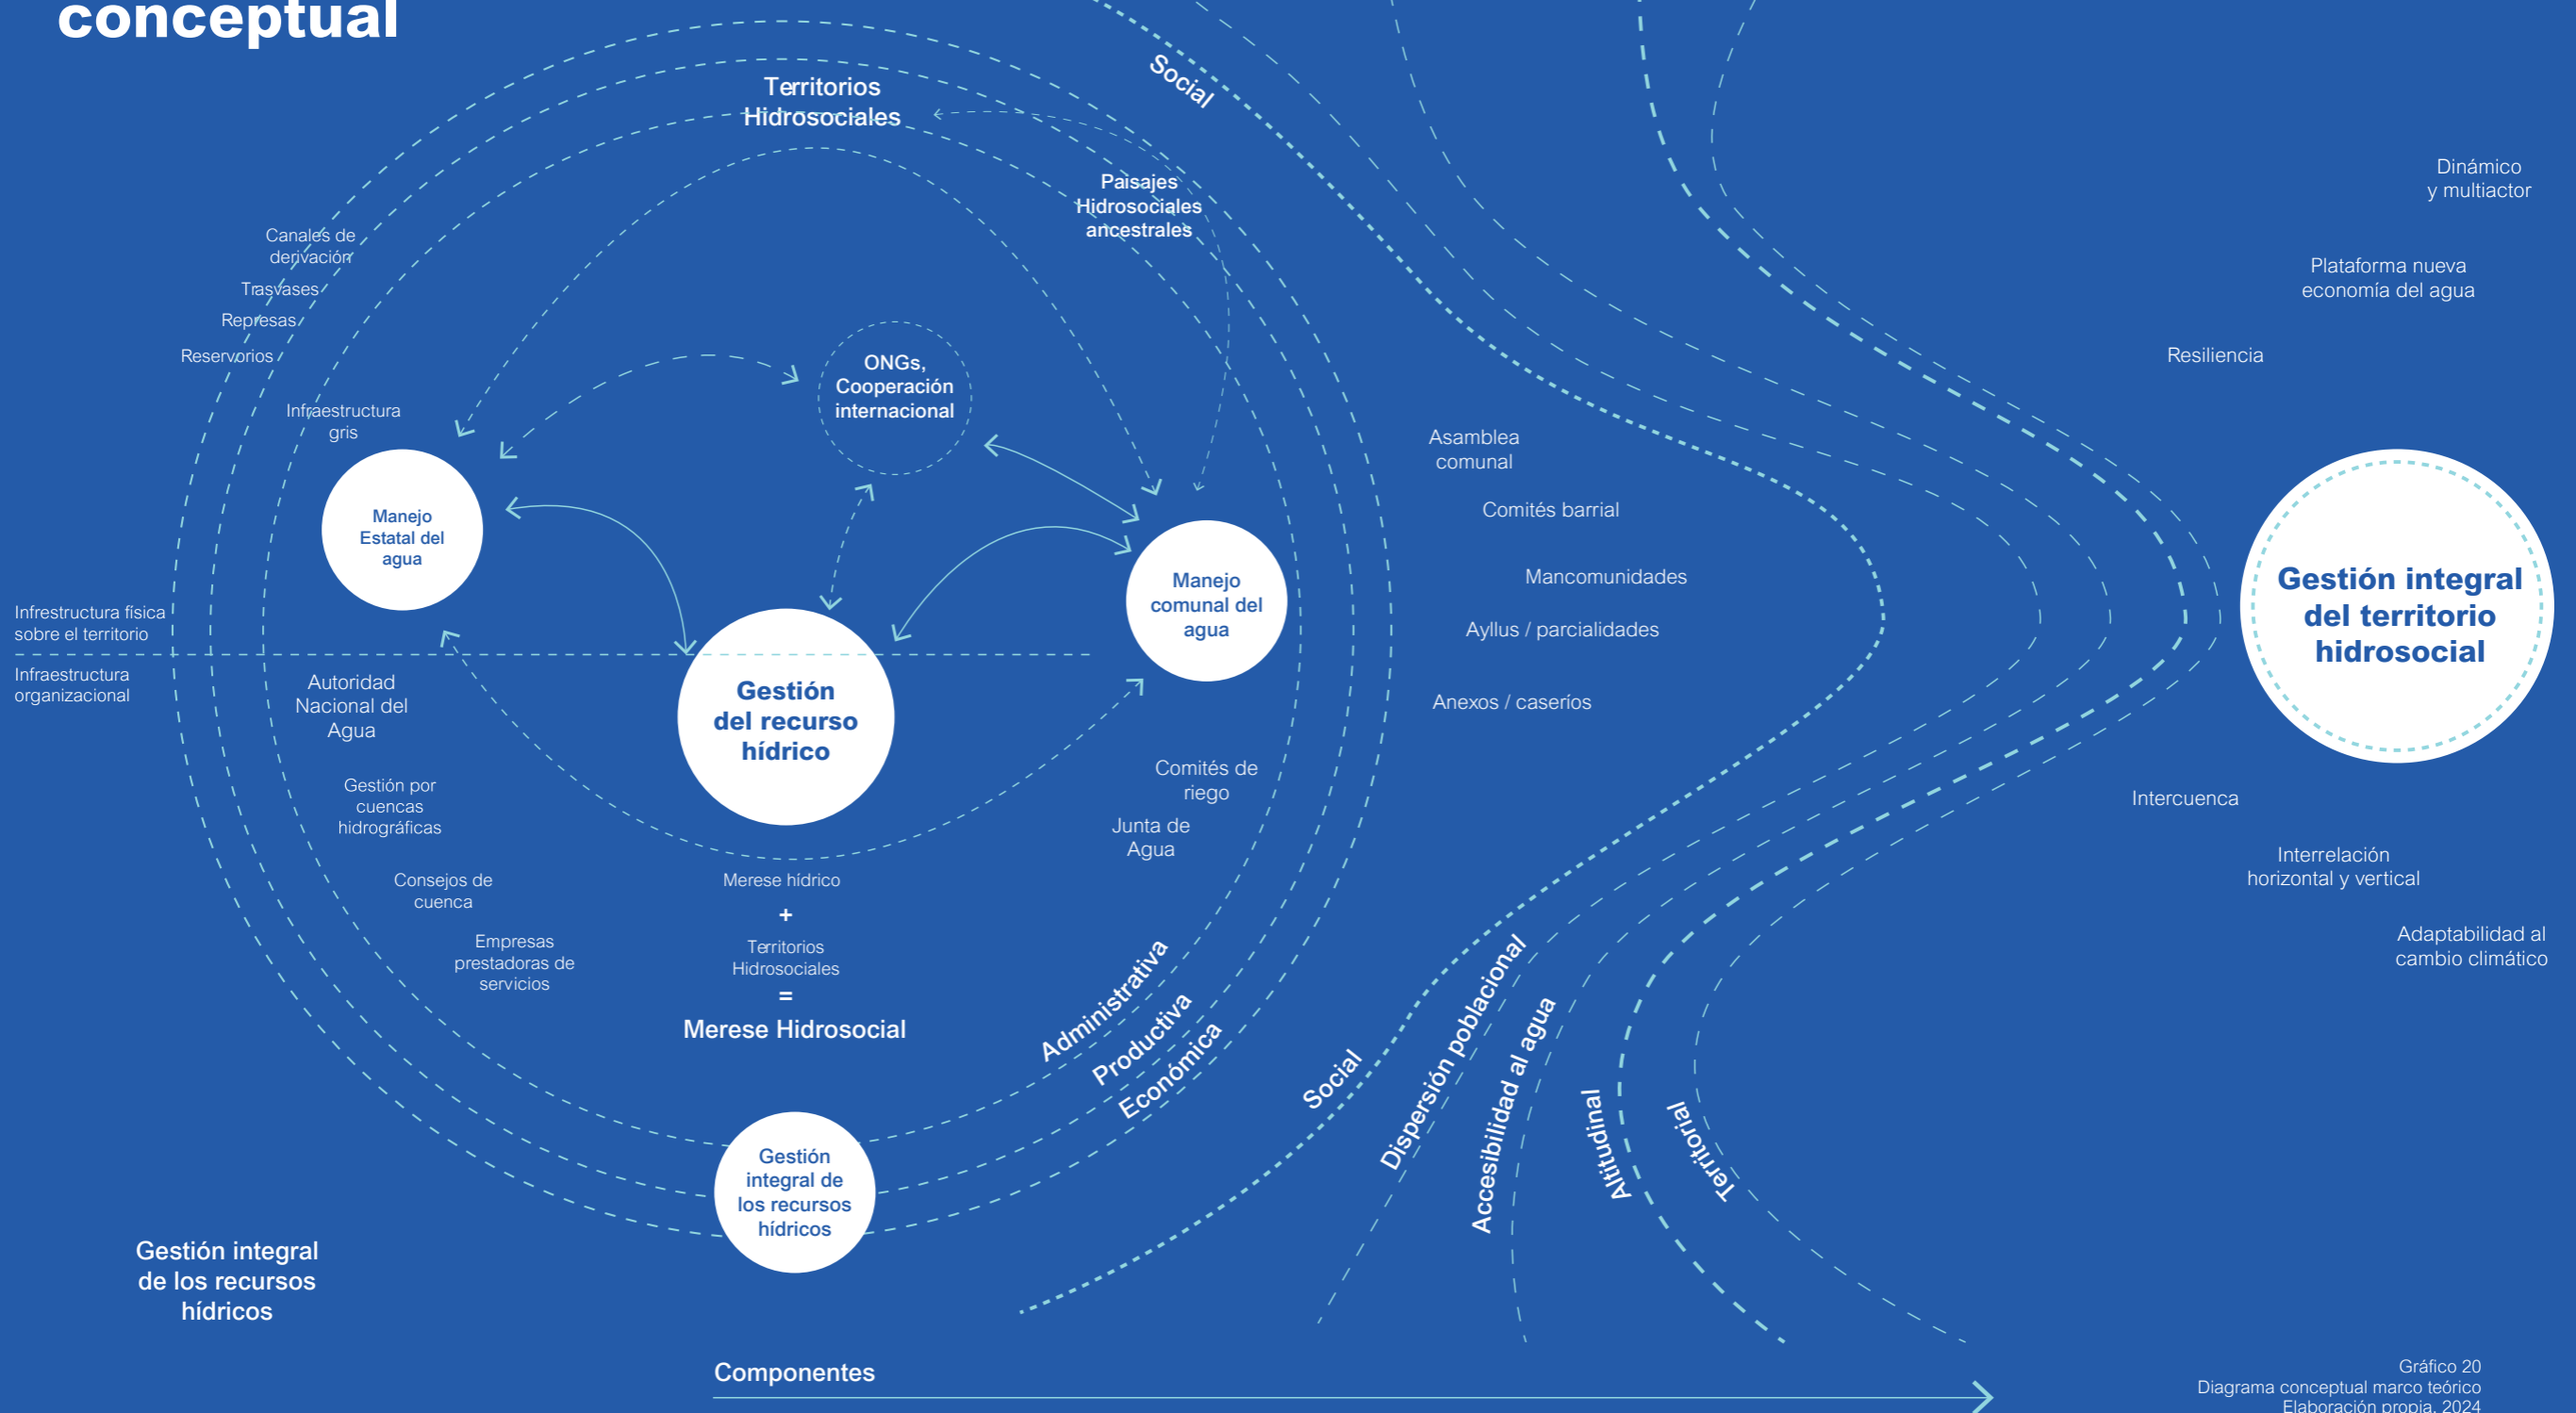 conceptual
Territorios
Hidrosociales
Social
Paisajes
Hidrosociales
ancestrales
Canales de
derivación
Trasvases
Represas
Reservorios
Infraestructura
gris
ONGs,
Cooperación
internacional
Manejo
Estatal del
agua
Manejo
comunal del
agua
Infrestructura física
sobre el territorio
Infraestructura
organizacional
Gestión
del recurso
hídrico
Autoridad
Nacional del
Agua
Gestión por
cuencas
hidrográficas
Consejos de
cuenca
Empresas
prestadoras de
servicios
Comités de
riego
Junta de
Agua
Merese hídrico
+
Territorios
Hidrosociales
=
Merese Hidrosocial
Administrativa
Productiva
Económica
Gestión
integral de
los recursos
hídricos
Gestión integral
de los recursos
hídricos
Asamblea
comunal
Comités barrial
Mancomunidades
Ayllus / parcialidades
Anexos / caseríos
Social
Dispersión poblacional
Accesibilidad al agua
Altitudinal
Territorial
Dinámico
y multiactor
Plataforma nueva
economía del agua
Resiliencia
Gestión integral
del territorio
hidrosocial
Intercuenca
Interrelación
horizontal y vertical
Adaptabilidad al
cambio climático
Componentes
Gráfico 20
Diagrama conceptual marco teórico
Elaboración propia, 2024